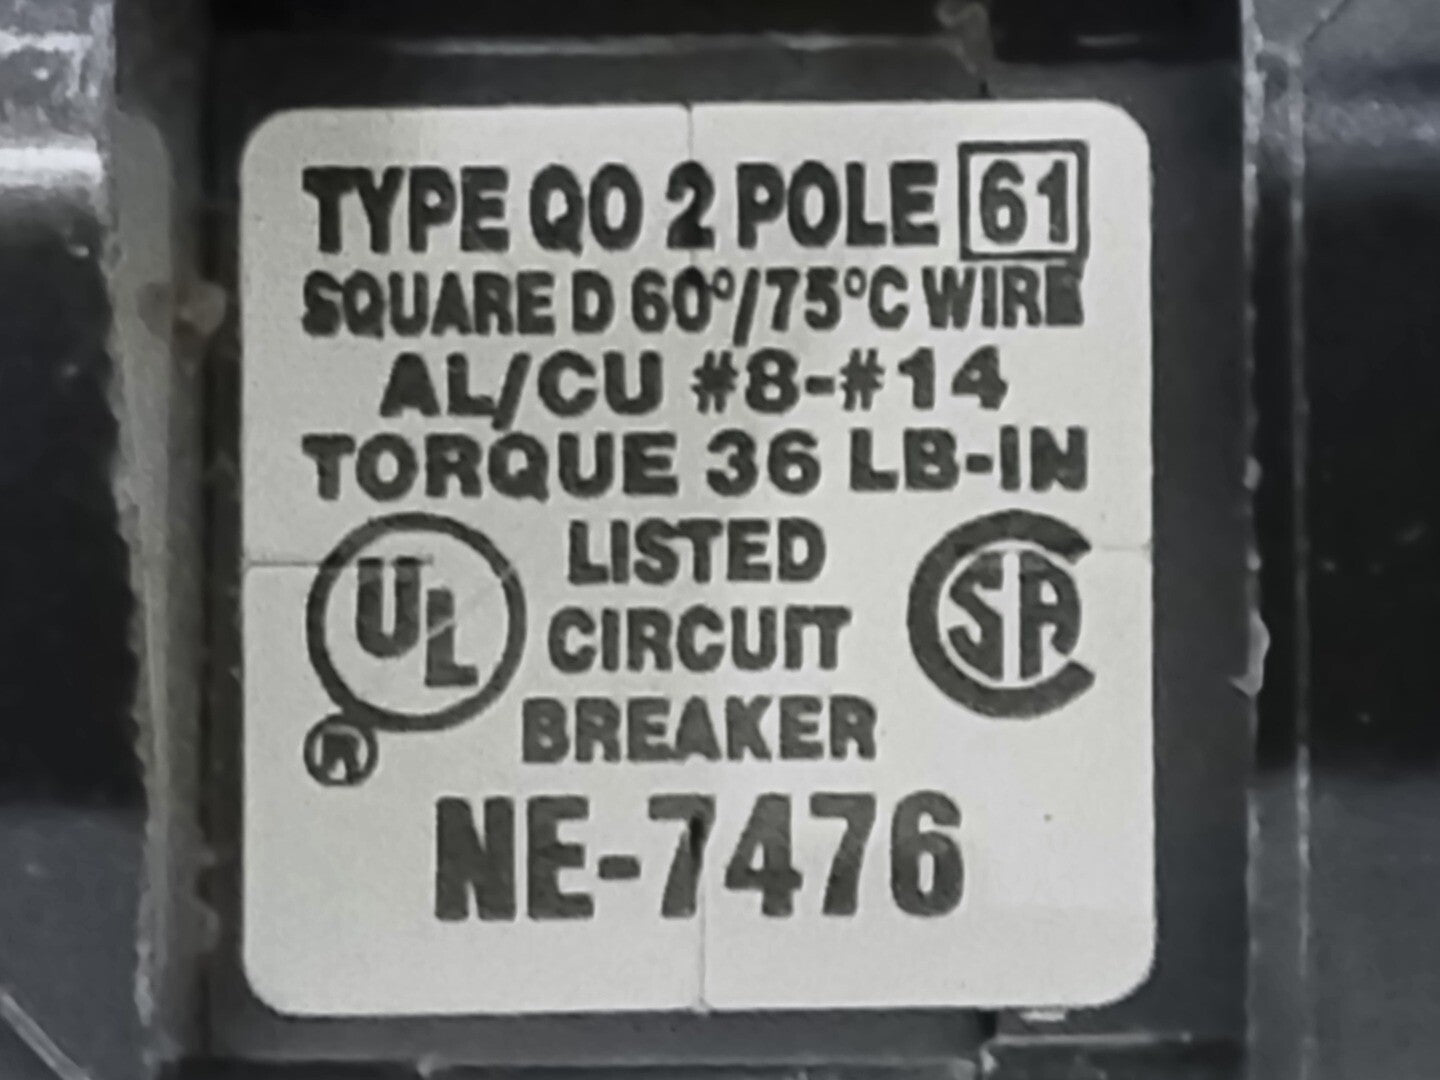 TYPE QO 2 POLE 61
SQUARE D 60°/75°C WIRE
AL/CU #8-#14
TORQUE 36 LB-IN
UL
®
LISTED
CIRCUIT
BREAKER
CSA
NE-7476